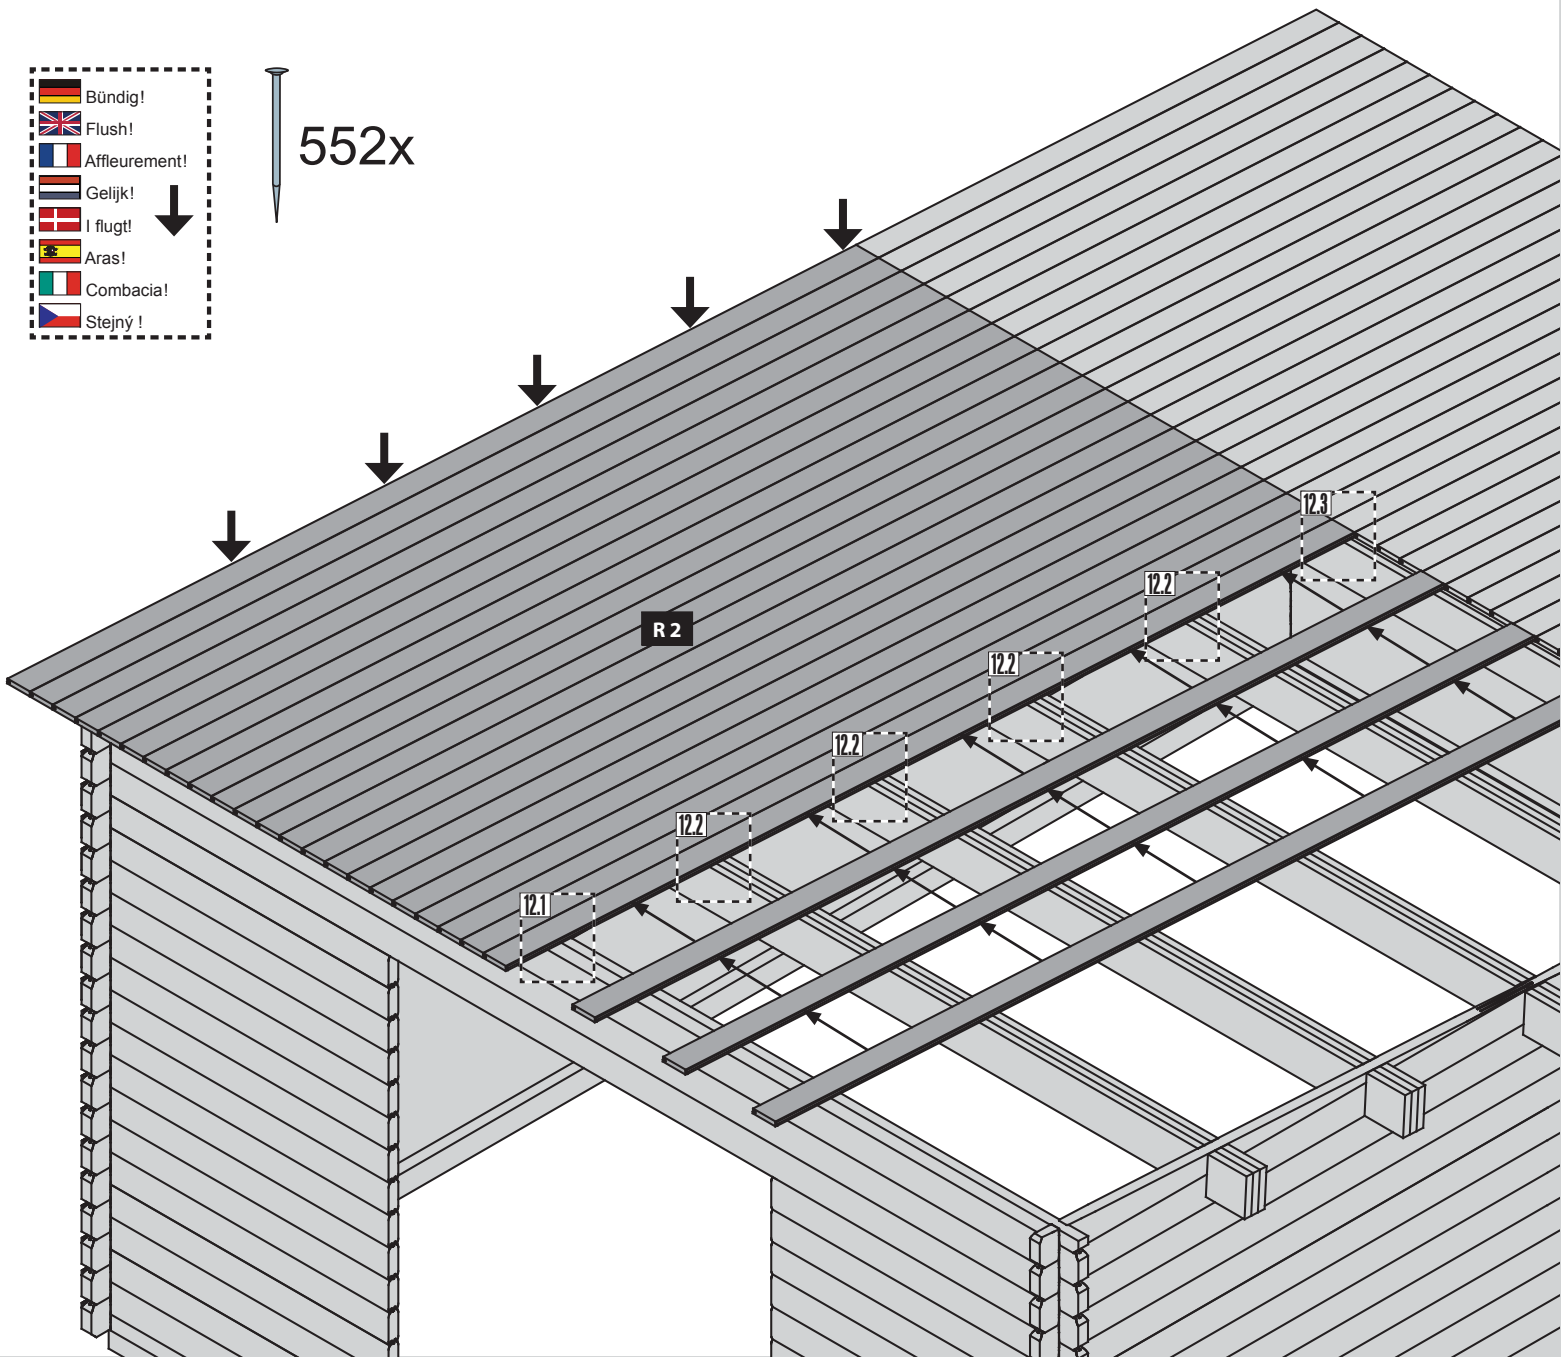 Bündig!
Flush!
Affleurement!
Gelijk!
I flugt!
Aras!
Combacia!
Stejný !
552x
12.3
12.2
R 2
12.2
12.2
12.2
12.1